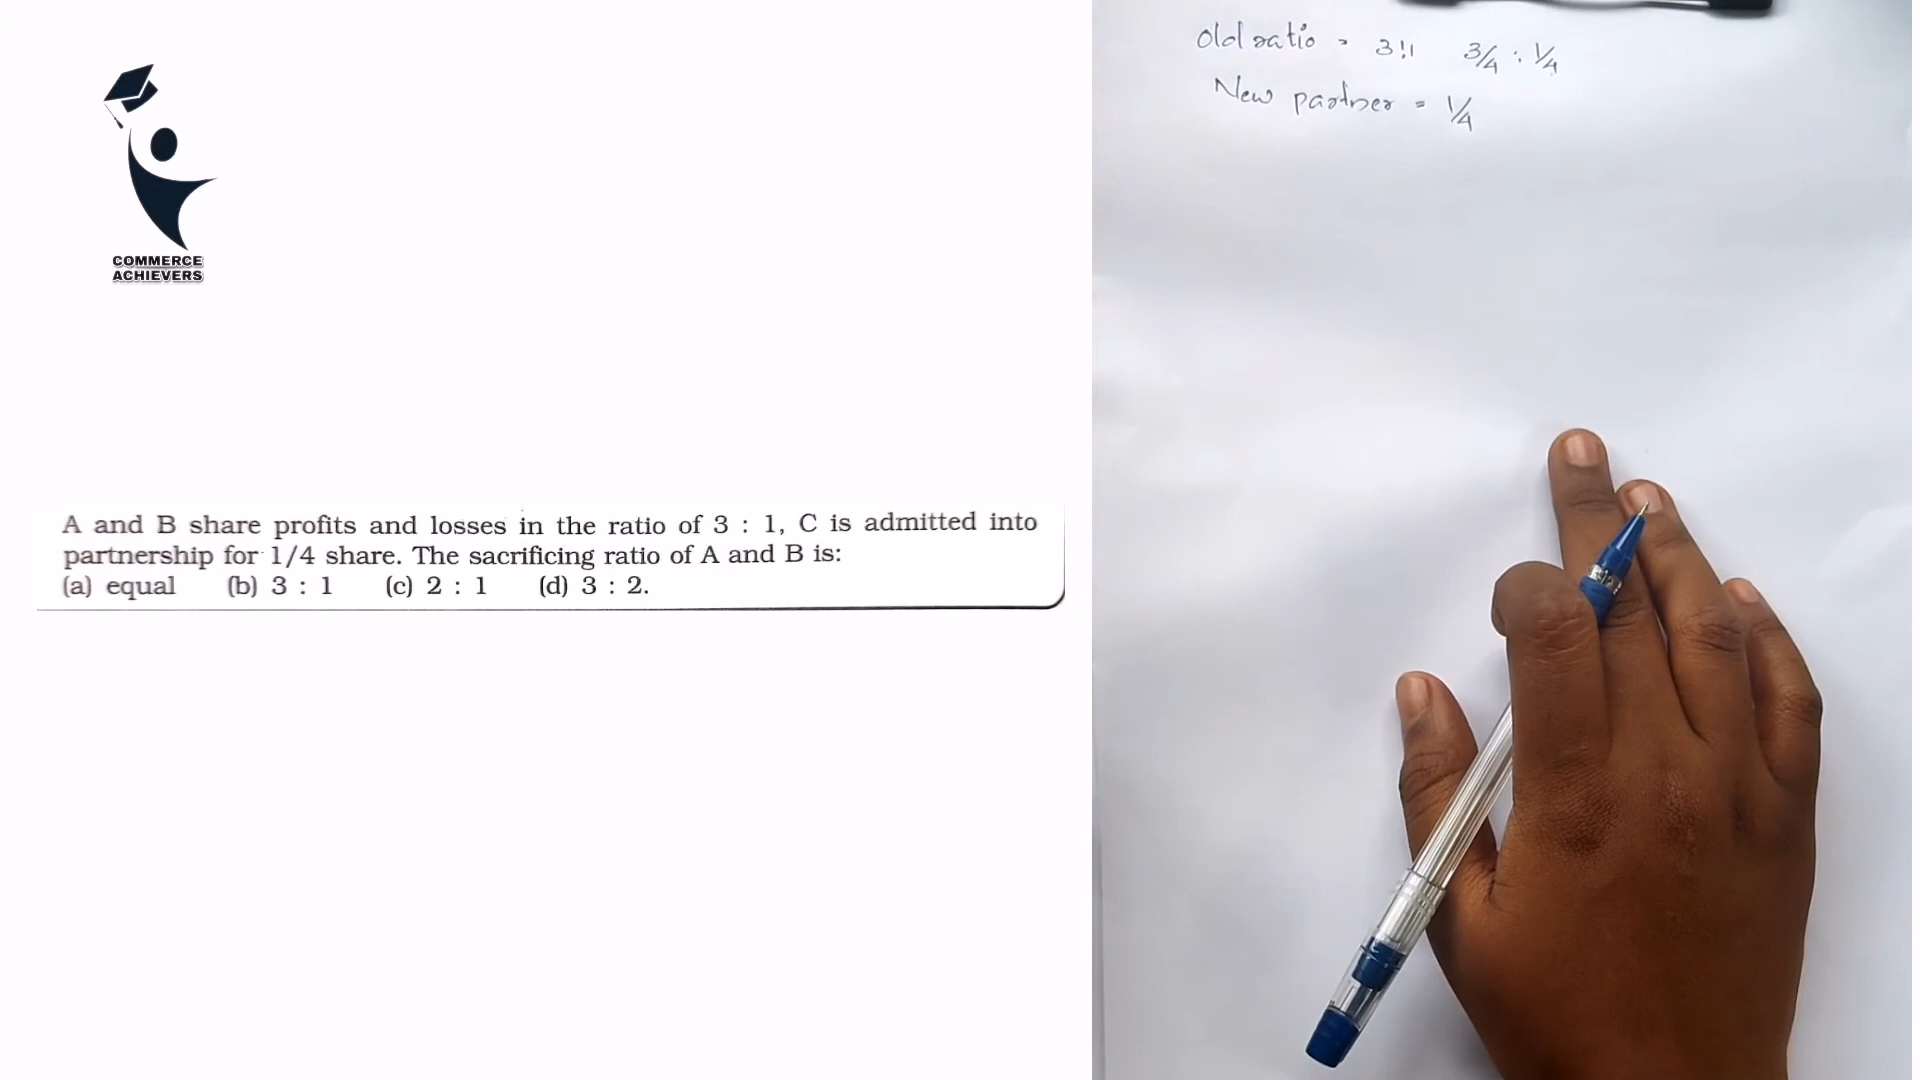 COMMERCE
ACHIEVERS
A and B share profits and losses in the ratio of 3 : 1, C is admitted into
partnership for 1/4 share. The sacrificing ratio of A and B is:
(a) equal (b) 3 : 1 (c) 2 : 1 (d) 3 : 2.
Old ratio = 3:1 3/4 : 1/4
New partner = 1/4